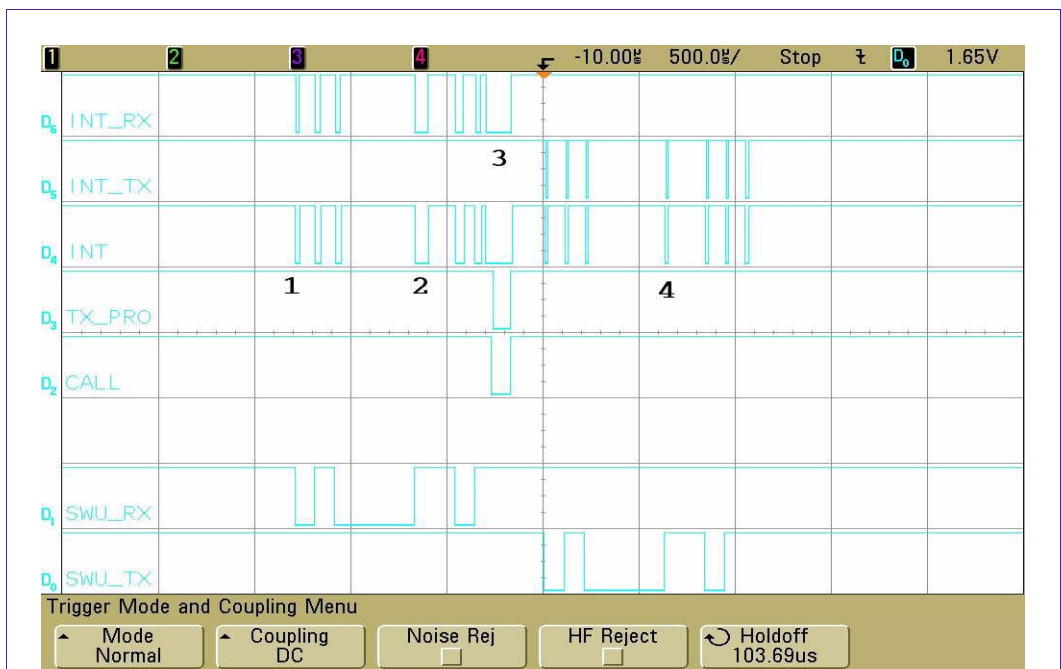 1 2 3 4 -10.00ʉ 500.0ʉ/ Stop D₀ 1.65V
D₆ INT_RX
3
D₅ INT_TX
D₄ INT
1 2 4
D₃ TX_PRO
D₂ CALL
D₁ SWU_RX
D₀ SWU_TX
Trigger Mode and Coupling Menu
Mode Coupling Noise Rej HF Reject Holdoff
Normal DC 103.69us